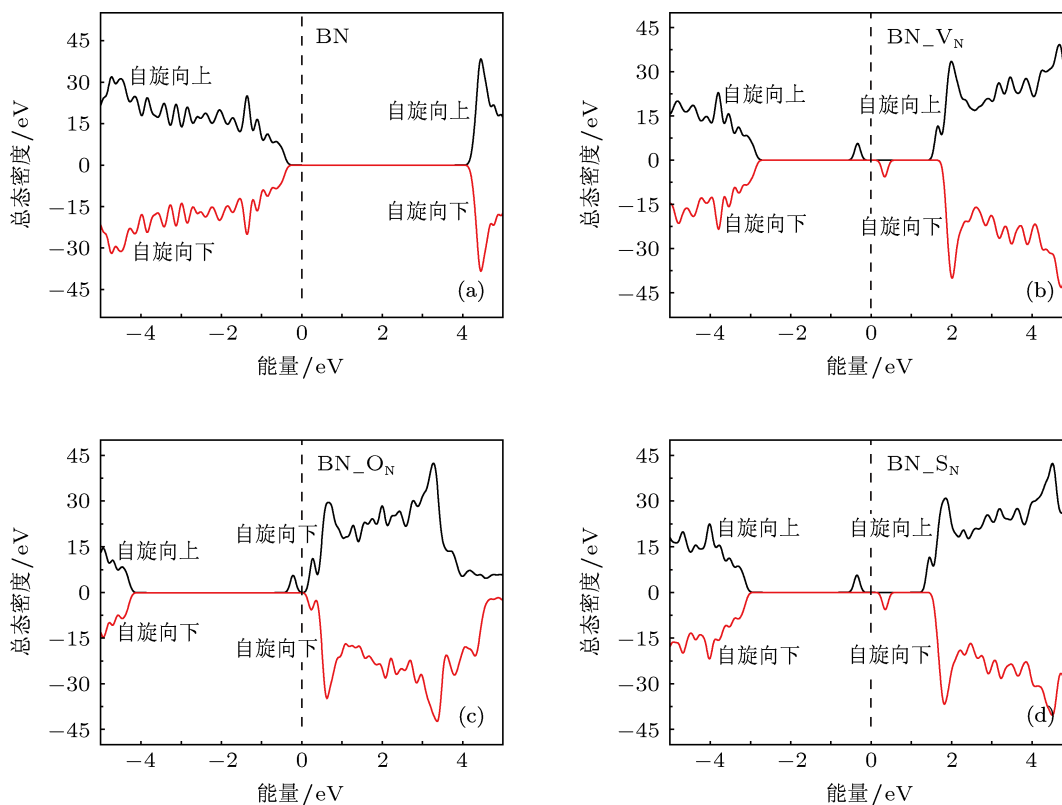 BN
自旋向上
自旋向上
自旋向下
自旋向下
(a)
45
30
15
0
−15
−30
−45
总态密度/eV
−4
−2
0
2
4
能量/eV
BN_V_N
自旋向上
自旋向上
自旋向下
自旋向下
(b)
45
30
15
0
−15
−30
−45
总态密度/eV
−4
−2
0
2
4
能量/eV
BN_O_N
自旋向下
自旋向上
自旋向下
自旋向下
(c)
45
30
15
0
−15
−30
−45
总态密度/eV
−4
−2
0
2
4
能量/eV
BN_S_N
自旋向上
自旋向上
自旋向下
自旋向下
(d)
45
30
15
0
−15
−30
−45
总态密度/eV
−4
−2
0
2
4
能量/eV